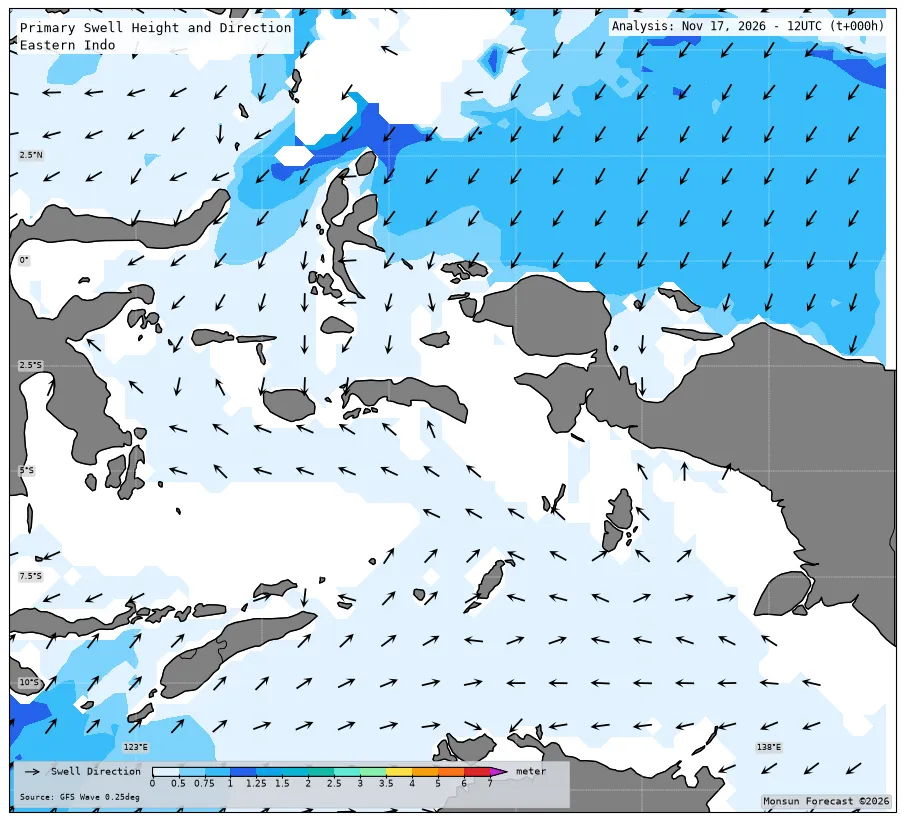 Primary Swell Height and Direction
Eastern Indo
Analysis: Nov 17, 2026 - 12UTC (t+000h)
2.5°N
0°
2.5°S
5°S
7.5°S
10°S
123°E
138°E
Swell Direction
0 0.5 0.75 1 1.25 1.5 2 2.5 3 3.5 4 5 6 7
meter
Source: GFS Wave 0.25deg
Monsun Forecast ©2026